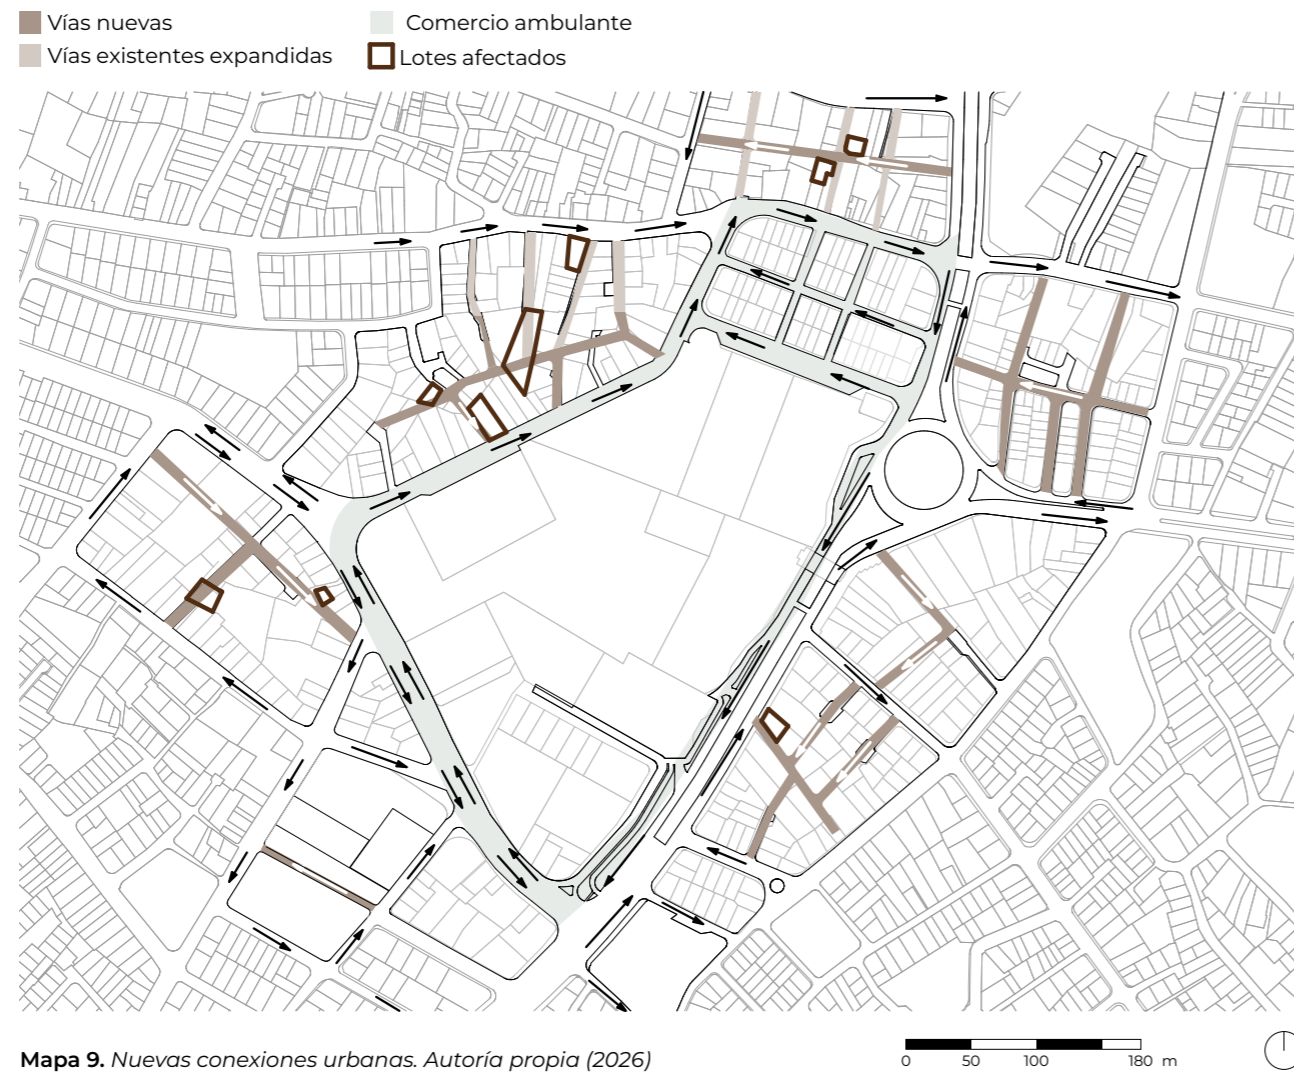 Vías nuevas
Comercio ambulante
Vías existentes expandidas
Lotes afectados
Mapa 9. Nuevas conexiones urbanas. Autoría propia (2026)
0 50 100 180 m